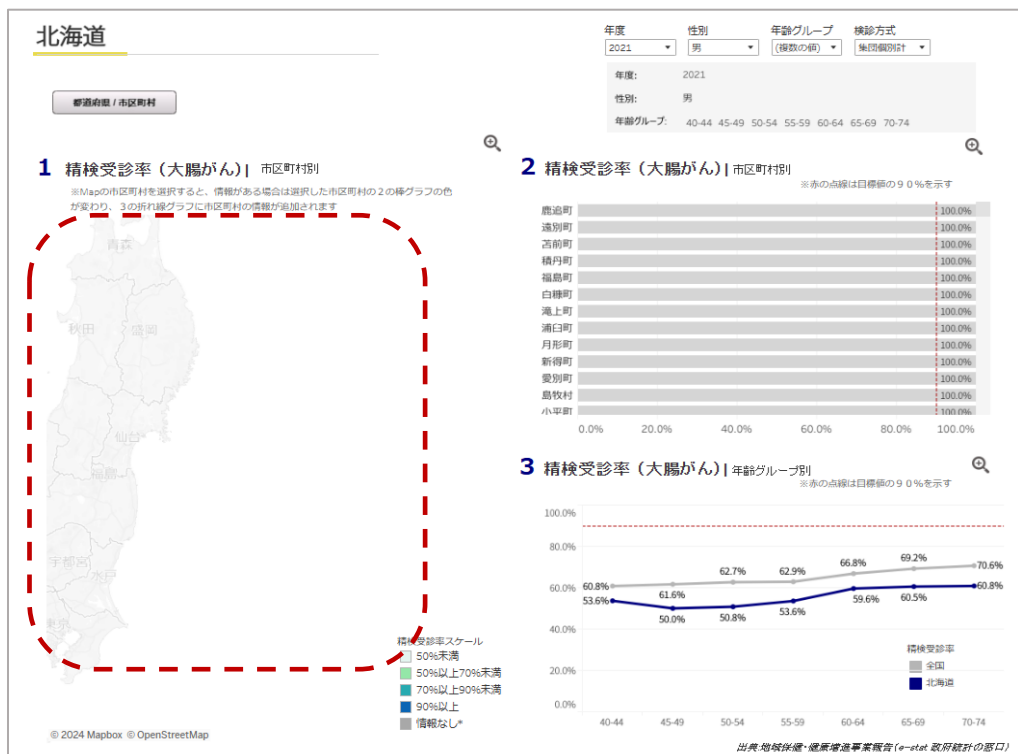 北海道
年度 性別 年齢グループ 検診方式
2021 男 (複数の値) 集団個別計
年度: 2021
性別: 男
年齢グループ: 40-44 45-49 50-54 55-59 60-64 65-69 70-74
都道府県 / 市区町村
1 精検受診率（大腸がん）| 市区町村別
※Mapの市区町村を選択すると、情報がある場合は選択した市区町村の２の棒グラフの色
が変わり、３の折れ線グラフに市区町村の情報が追加されます
青森
秋田 盛岡
仙台
福島
宇都宮
水戸
東京
精検受診率スケール
50%未満
50%以上70%未満
70%以上90%未満
90%以上
情報なし*
© 2024 Mapbox © OpenStreetMap
2 精検受診率（大腸がん）| 市区町村別
※赤の点線は目標値の９０%を示す
鹿追町 100.0%
遠別町 100.0%
苫前町 100.0%
積丹町 100.0%
福島町 100.0%
白糠町 100.0%
滝上町 100.0%
浦臼町 100.0%
月形町 100.0%
新得町 100.0%
愛別町 100.0%
島牧村 100.0%
小平町 100.0%
0.0% 20.0% 40.0% 60.0% 80.0% 100.0%
3 精検受診率（大腸がん）| 年齢グループ別
※赤の点線は目標値の９０%を示す
100.0%
80.0%
60.0%
40.0%
20.0%
0.0%
60.8% 61.6% 62.7% 62.9% 66.8% 69.2% 70.6%
53.6% 50.0% 50.8% 53.6% 59.6% 60.5% 60.8%
精検受診率
全国
北海道
40-44 45-49 50-54 55-59 60-64 65-69 70-74
出典:地域保健・健康増進事業報告(e-stat 政府統計の窓口)